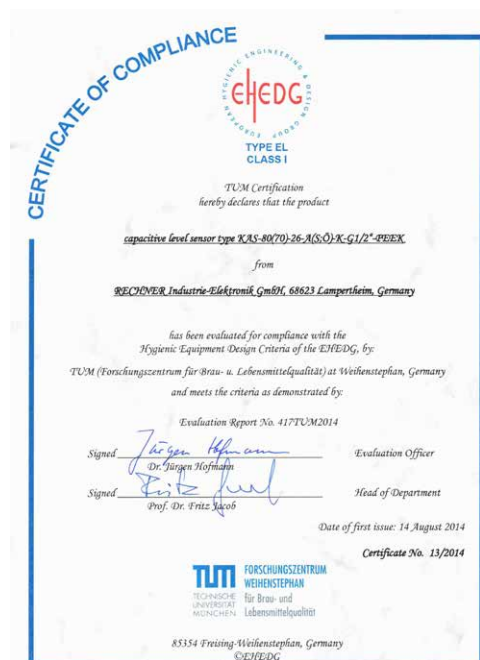 CERTIFICATE OF COMPLIANCE
EUROPEAN HYGIENIC ENGINEERING & DESIGN GROUP
EHEDG
TYPE EL
CLASS I
TUM Certification
hereby declares that the product
capacitive level sensor type KAS-80(70)-26-A(S;Ö)-K-G1/2"-PEEK
from
RECHNER Industrie-Elektronik GmbH, 68623 Lampertheim, Germany
has been evaluated for compliance with the
Hygienic Equipment Design Criteria of the EHEDG, by:
TUM (Forschungszentrum für Brau- u. Lebensmittelqualität) at Weihenstephan, Germany
and meets the criteria as demonstrated by:
Evaluation Report No. 417TUM2014
Signed Jürgen Hofmann Evaluation Officer
Dr. Jürgen Hofmann
Signed Fritz Jacob Head of Department
Prof. Dr. Fritz Jacob
Date of first issue: 14 August 2014
Certificate No. 13/2014
TUM
TECHNISCHE
UNIVERSITÄT
MÜNCHEN
FORSCHUNGSZENTRUM
WEIHENSTEPHAN
für Brau- und
Lebensmittelqualität
85354 Freising-Weihenstephan, Germany
©EHEDG